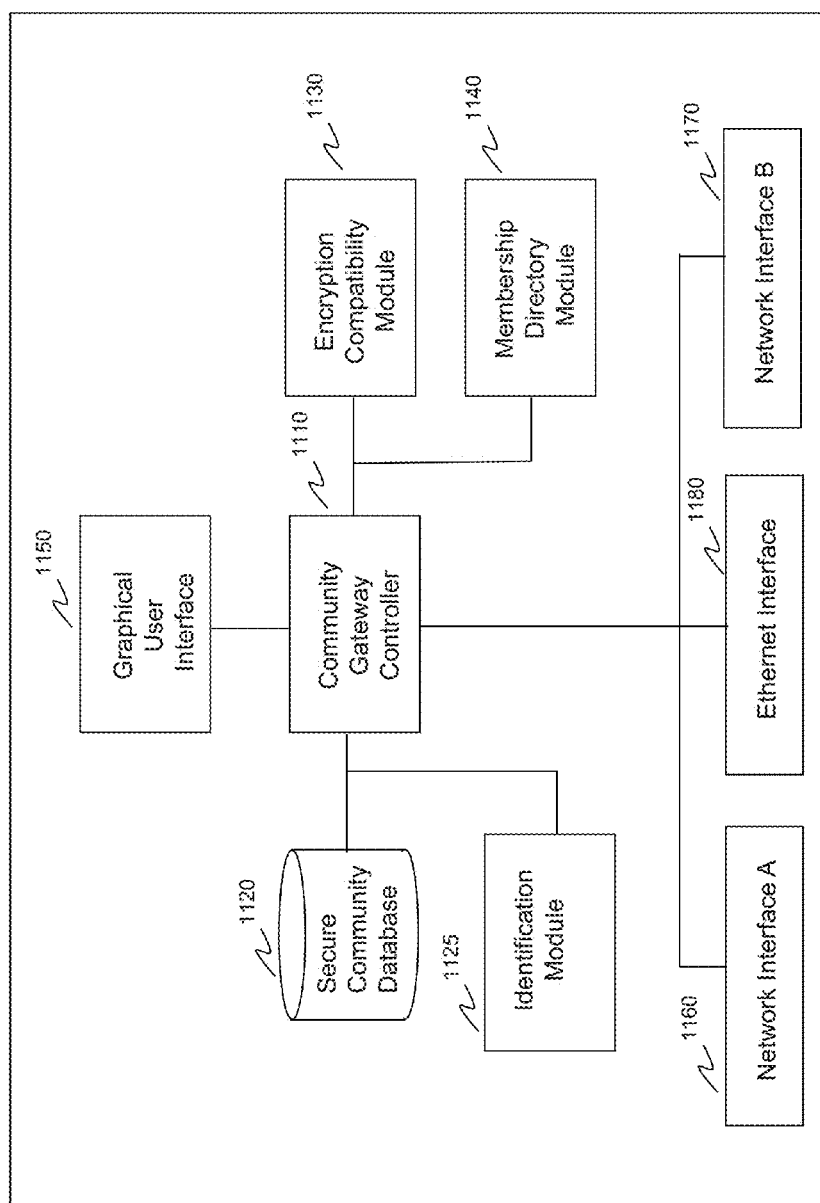 1150
Graphical
User
Interface
1120
Secure
Community
Database
1110
Community
Gateway
Controller
1130
Encryption
Compatibility
Module
1125
Identification
Module
1140
Membership
Directory
Module
1160
Network Interface A
1180
Ethernet Interface
1170
Network Interface B